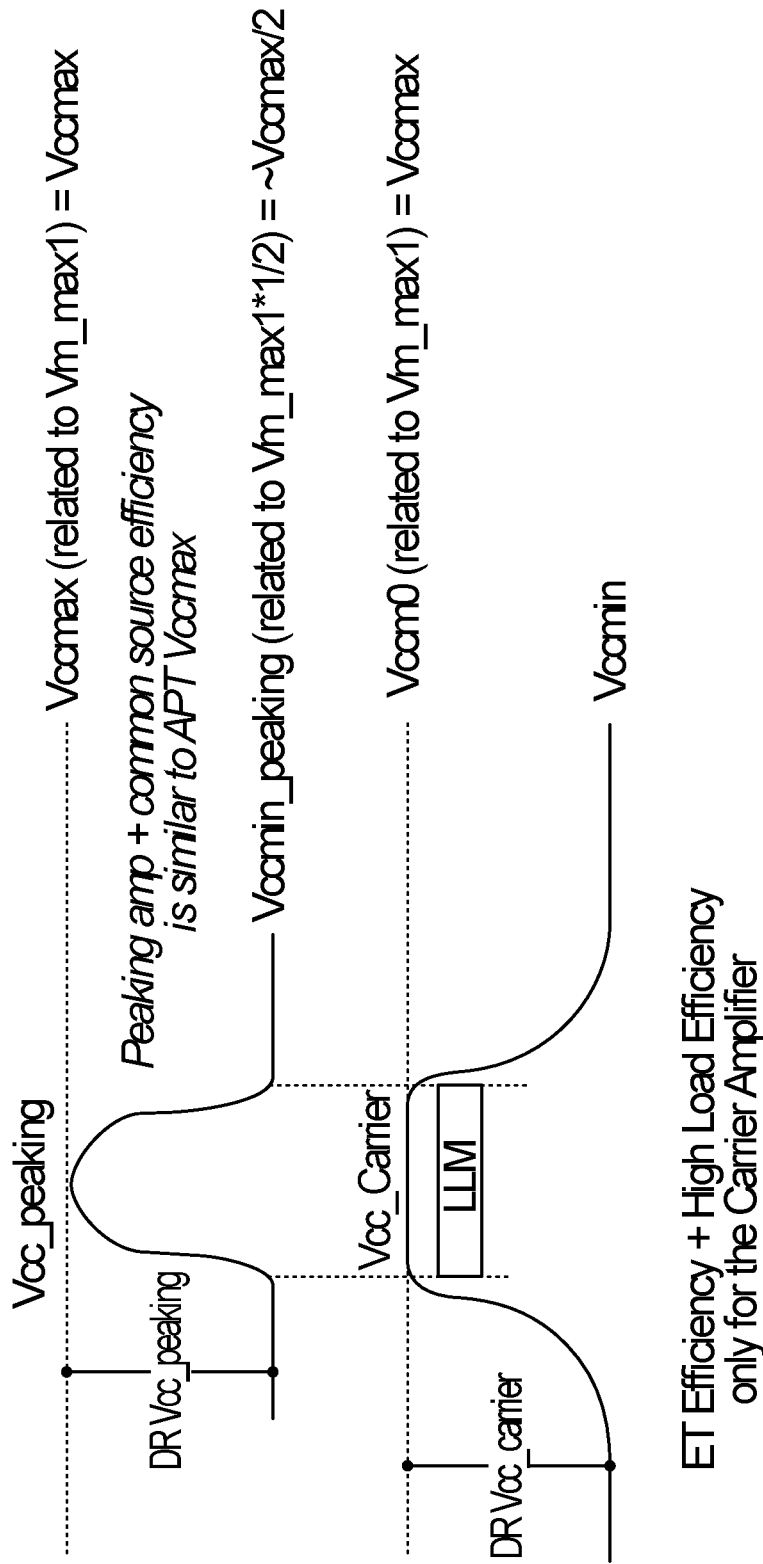 Vcc_peaking
Vccmax (related to Vm_max1) = Vccmax
Peaking amp + common source efficiency
is similar to APT Vccmax
DR Vcc_peaking
Vccmin_peaking (related to Vm_max1*1/2) = ~Vccmax/2
Vcc_Carrier
Vccm0 (related to Vm_max1) = Vccmax
LLM
DR Vcc_carrier
Vccmin
ET Efficiency + High Load Efficiency
only for the Carrier Amplifier